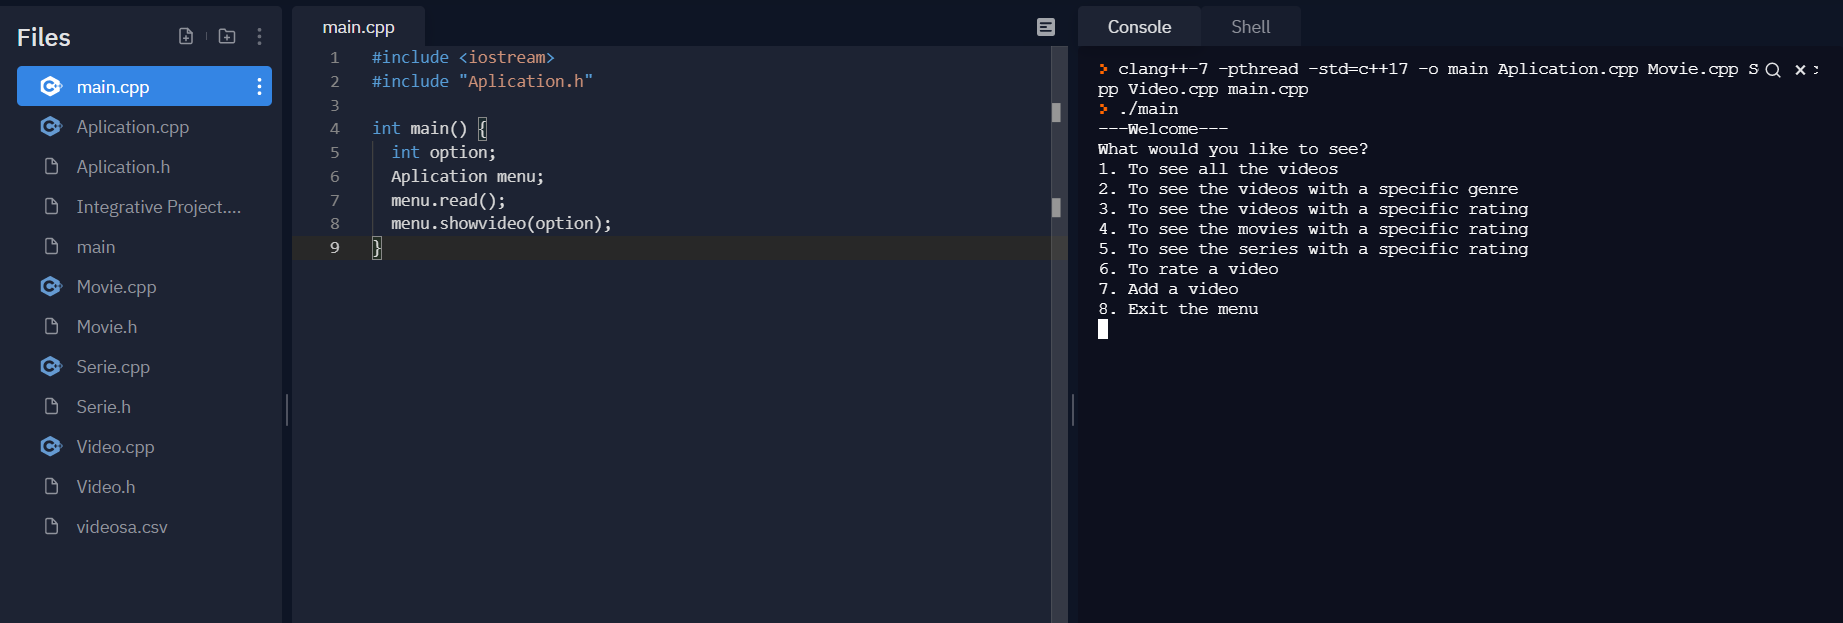 Files
main.cpp
Aplication.cpp
Aplication.h
Integrative Project....
main
Movie.cpp
Movie.h
Serie.cpp
Serie.h
Video.cpp
Video.h
videosa.csv
main.cpp
1 #include <iostream>
2 #include "Aplication.h"
3
4 int main() {
5 int option;
6 Aplication menu;
7 menu.read();
8 menu.showvideo(option);
9 }
Console Shell
> clang++-7 -pthread -std=c++17 -o main Aplication.cpp Movie.cpp S
pp Video.cpp main.cpp
> ./main
---Welcome---
What would you like to see?
1. To see all the videos
2. To see the videos with a specific genre
3. To see the videos with a specific rating
4. To see the movies with a specific rating
5. To see the series with a specific rating
6. To rate a video
7. Add a video
8. Exit the menu